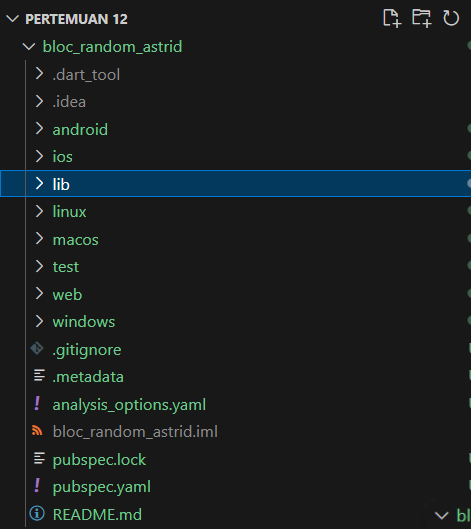 PERTEMUAN 12
bloc_random_astrid
.dart_tool
.idea
android
ios
lib
linux
macos
test
web
windows
.gitignore
.metadata
analysis_options.yaml
bloc_random_astrid.iml
pubspec.lock
pubspec.yaml
README.md
bl